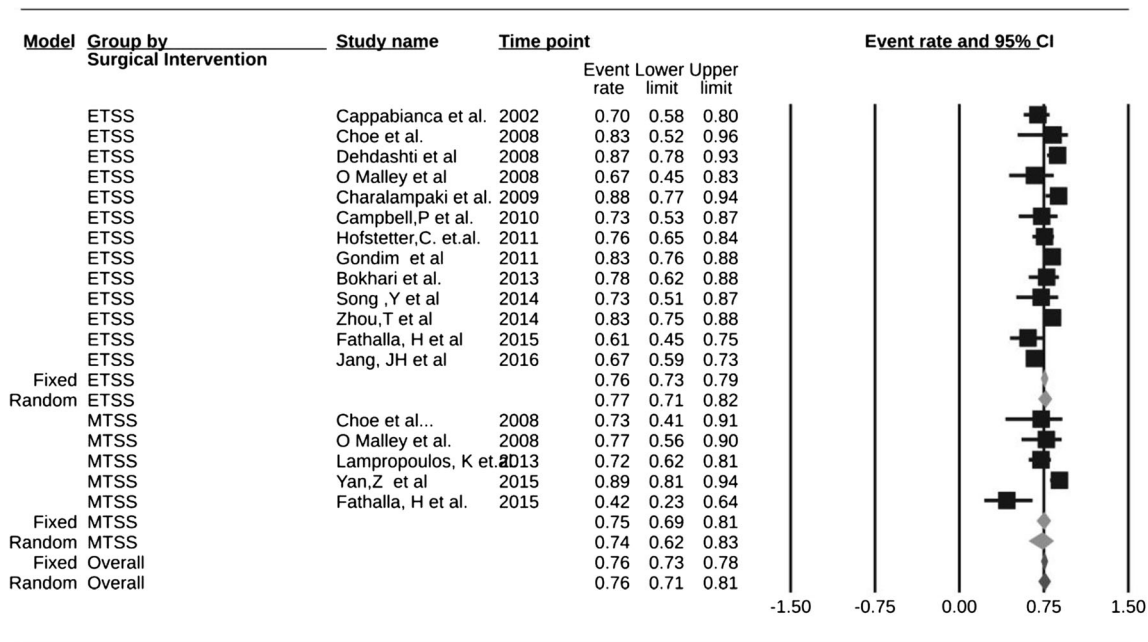 Model Group by Surgical Intervention Study name Time point Event rate and 95% CI
Event rate Lower limit Upper limit
ETSS Cappabianca et al. 2002 0.70 0.58 0.80
ETSS Choe et al. 2008 0.83 0.52 0.96
ETSS Dehdashti et al 2008 0.87 0.78 0.93
ETSS O Malley et al 2008 0.67 0.45 0.83
ETSS Charalampaki et al. 2009 0.88 0.77 0.94
ETSS Campbell,P et al. 2010 0.73 0.53 0.87
ETSS Hofstetter,C. et.al. 2011 0.76 0.65 0.84
ETSS Gondim et al 2011 0.83 0.76 0.88
ETSS Bokhari et al. 2013 0.78 0.62 0.88
ETSS Song ,Y et al 2014 0.73 0.51 0.87
ETSS Zhou,T et al 2014 0.83 0.75 0.88
ETSS Fathalla, H et al 2015 0.61 0.45 0.75
ETSS Jang, JH et al 2016 0.67 0.59 0.73
Fixed ETSS 0.76 0.73 0.79
Random ETSS 0.77 0.71 0.82
MTSS Choe et al... 2008 0.73 0.41 0.91
MTSS O Malley et al. 2008 0.77 0.56 0.90
MTSS Lampropoulos, K et.al. 2013 0.72 0.62 0.81
MTSS Yan,Z et al 2015 0.89 0.81 0.94
MTSS Fathalla, H et al. 2015 0.42 0.23 0.64
Fixed MTSS 0.75 0.69 0.81
Random MTSS 0.74 0.62 0.83
Fixed Overall 0.76 0.73 0.78
Random Overall 0.76 0.71 0.81
-1.50 -0.75 0.00 0.75 1.50